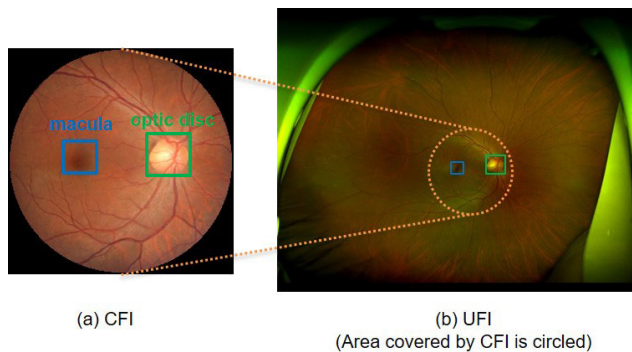 macula
optic disc
(a) CFI
(b) UFI
(Area covered by CFI is circled)